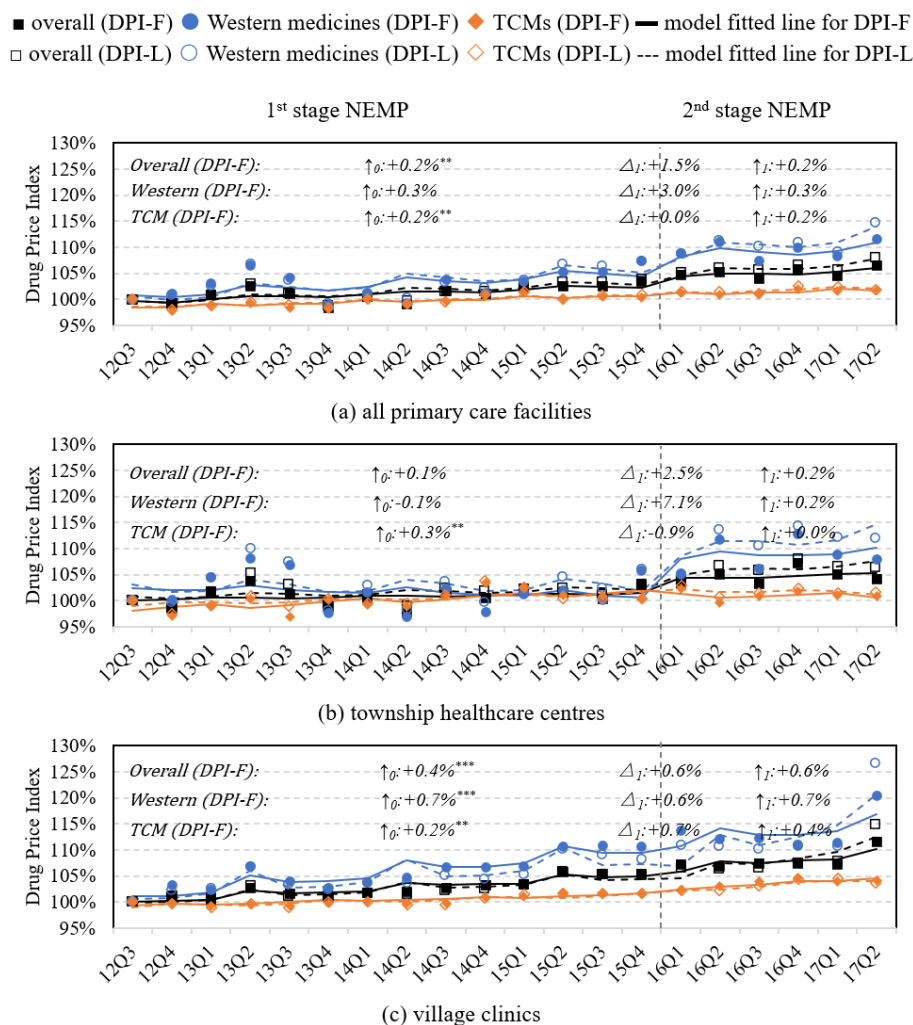 overall (DPI-F) Western medicines (DPI-F) TCMs (DPI-F) model fitted line for DPI-F
overall (DPI-L) Western medicines (DPI-L) TCMs (DPI-L) model fitted line for DPI-L
1st stage NEMP 2nd stage NEMP
Drug Price Index
130%
125%
120%
115%
110%
105%
100%
95%
Overall (DPI-F): ↑0:+0.2%** △1:+1.5% ↑1:+0.2%
Western (DPI-F): ↑0:+0.3% △1:+3.0% ↑1:+0.3%
TCM (DPI-F): ↑0:+0.2%** △1:+0.0% ↑1:+0.2%
12Q3 12Q4 13Q1 13Q2 13Q3 13Q4 14Q1 14Q2 14Q3 14Q4 15Q1 15Q2 15Q3 15Q4 16Q1 16Q2 16Q3 16Q4 17Q1 17Q2
(a) all primary care facilities
Drug Price Index
130%
125%
120%
115%
110%
105%
100%
95%
Overall (DPI-F): ↑0:+0.1% △1:+2.5% ↑1:+0.2%
Western (DPI-F): ↑0:-0.1% △1:+7.1% ↑1:+0.2%
TCM (DPI-F): ↑0:+0.3%** △1:-0.9% ↑1:+0.0%
12Q3 12Q4 13Q1 13Q2 13Q3 13Q4 14Q1 14Q2 14Q3 14Q4 15Q1 15Q2 15Q3 15Q4 16Q1 16Q2 16Q3 16Q4 17Q1 17Q2
(b) township healthcare centres
Drug Price Index
130%
125%
120%
115%
110%
105%
100%
95%
Overall (DPI-F): ↑0:+0.4%*** △1:+0.6% ↑1:+0.6%
Western (DPI-F): ↑0:+0.7%*** △1:+0.6% ↑1:+0.7%
TCM (DPI-F): ↑0:+0.2%** △1:+0.7% ↑1:+0.4%
12Q3 12Q4 13Q1 13Q2 13Q3 13Q4 14Q1 14Q2 14Q3 14Q4 15Q1 15Q2 15Q3 15Q4 16Q1 16Q2 16Q3 16Q4 17Q1 17Q2
(c) village clinics